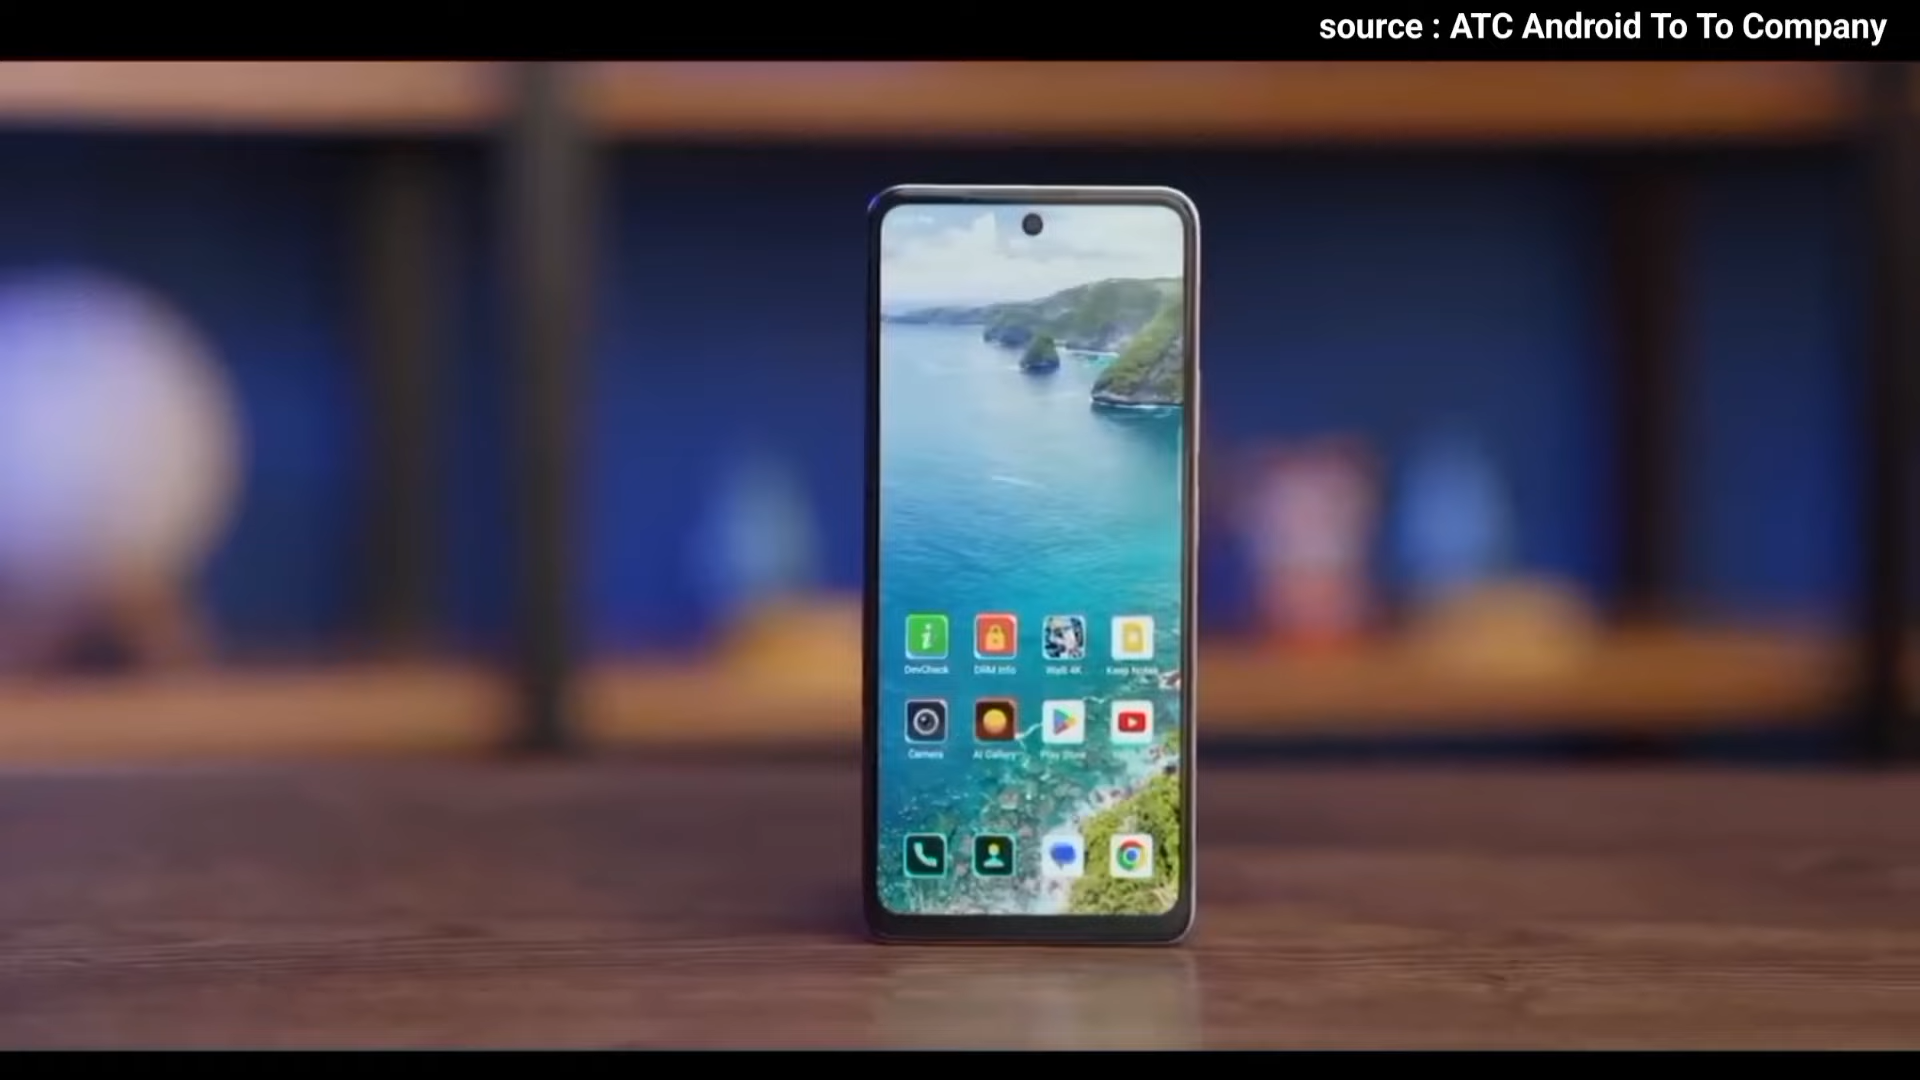 source : ATC Android To To Company
DevCheck DRM Info Walli 4K Keep Notes
Camera AI Gallery Play Store